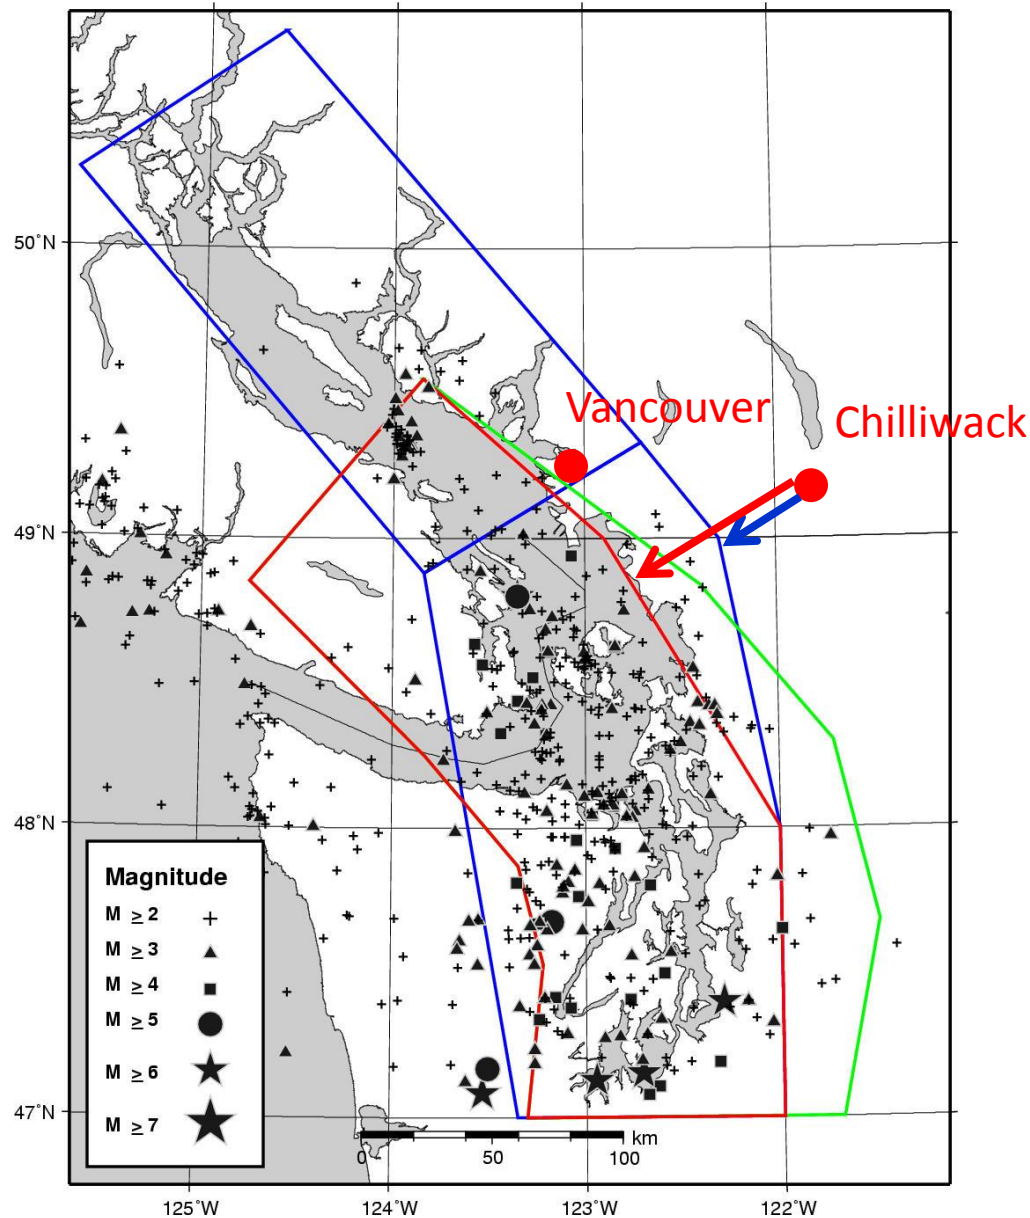 Vancouver
Chilliwack
50°N
49°N
48°N
47°N
Magnitude
M ≥ 2
M ≥ 3
M ≥ 4
M ≥ 5
M ≥ 6
M ≥ 7
km
0 50 100
125°W 124°W 123°W 122°W